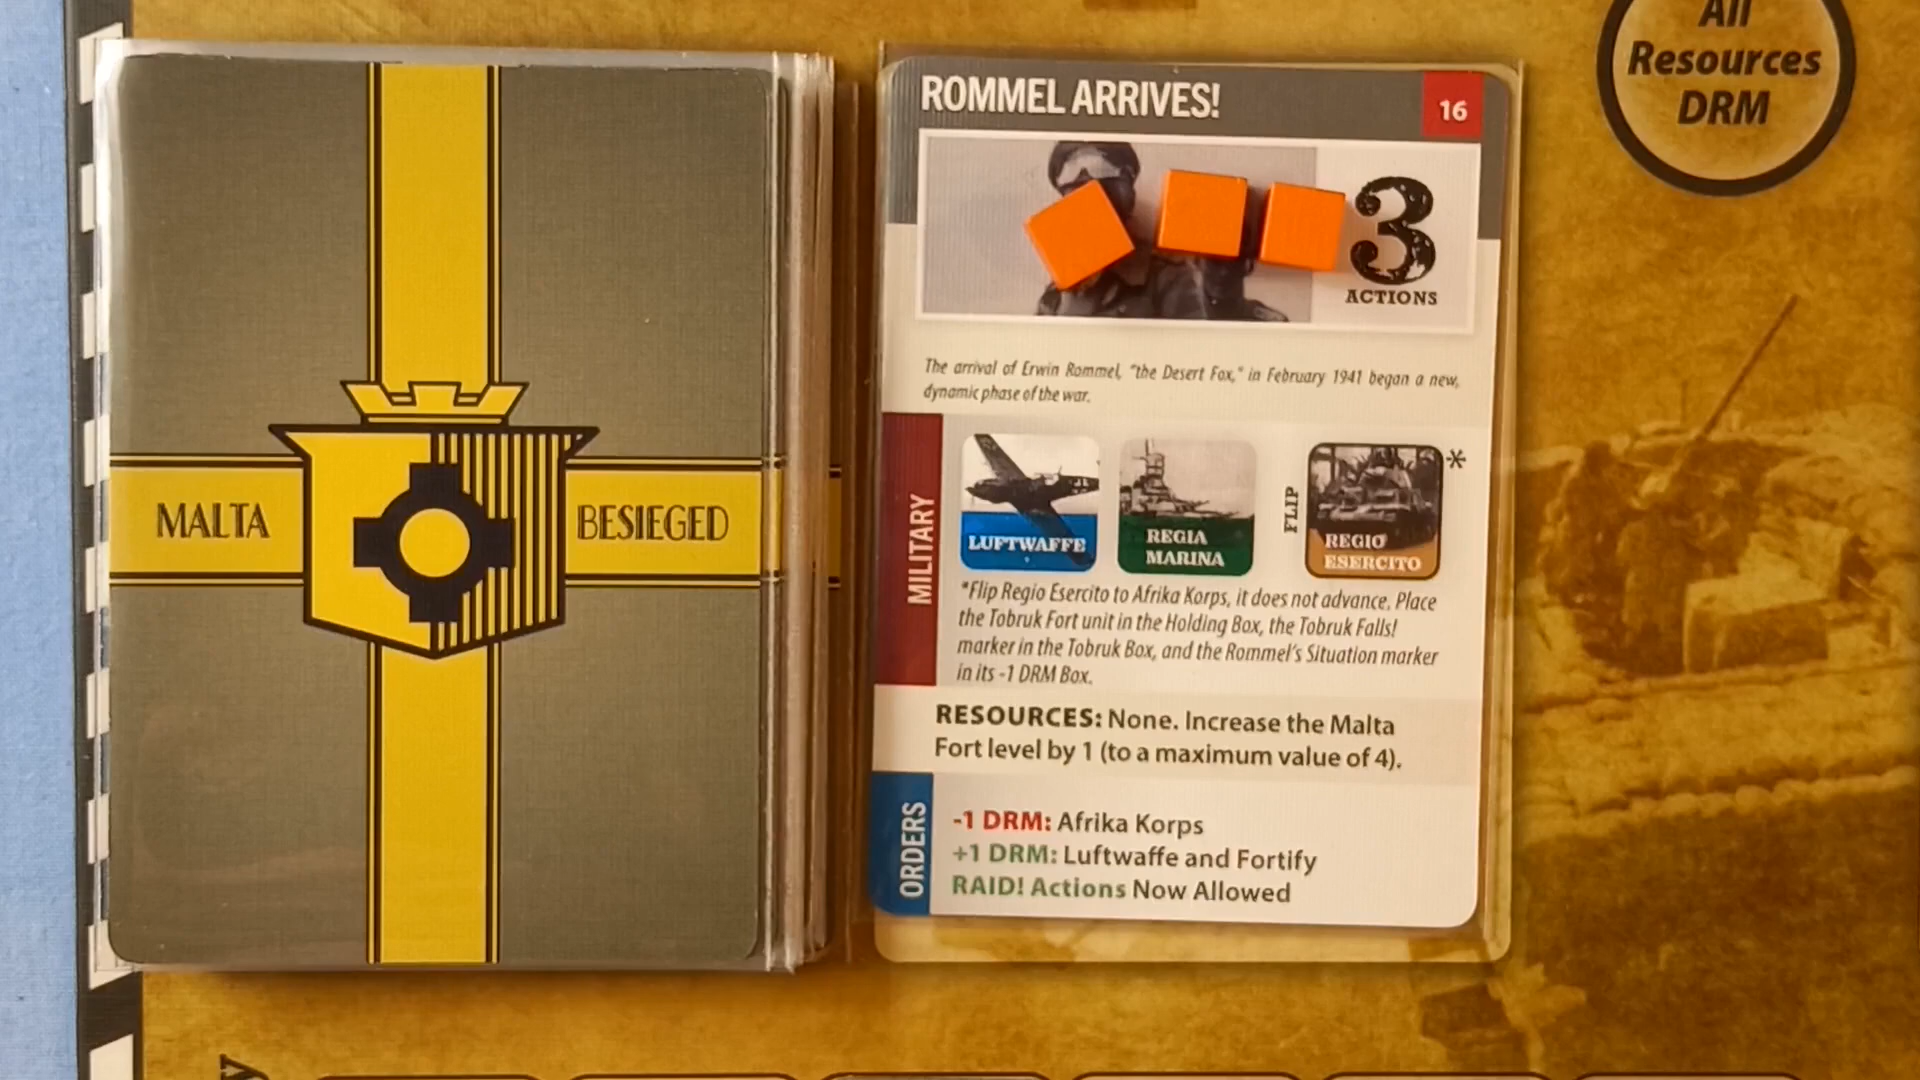 All
Resources
DRM
MALTA BESIEGED
ROMMEL ARRIVES!
16
3
ACTIONS
The arrival of Erwin Rommel, "the Desert Fox," in February 1941 began a new,
dynamic phase of the war.
MILITARY
LUFTWAFFE
REGIA
MARINA
FLIP
REGIO
ESERCITO
*
*Flip Regio Esercito to Afrika Korps, it does not advance. Place
the Tobruk Fort unit in the Holding Box, the Tobruk Falls!
marker in the Tobruk Box, and the Rommel's Situation marker
in its -1 DRM Box.
RESOURCES: None. Increase the Malta
Fort level by 1 (to a maximum value of 4).
ORDERS
-1 DRM: Afrika Korps
+1 DRM: Luftwaffe and Fortify
RAID! Actions Now Allowed